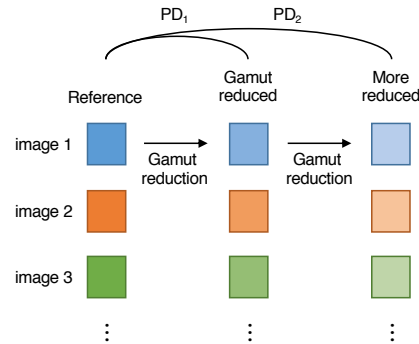 PD1 PD2
Reference Gamut reduced More reduced
image 1
Gamut reduction Gamut reduction
image 2
image 3
⋮ ⋮ ⋮